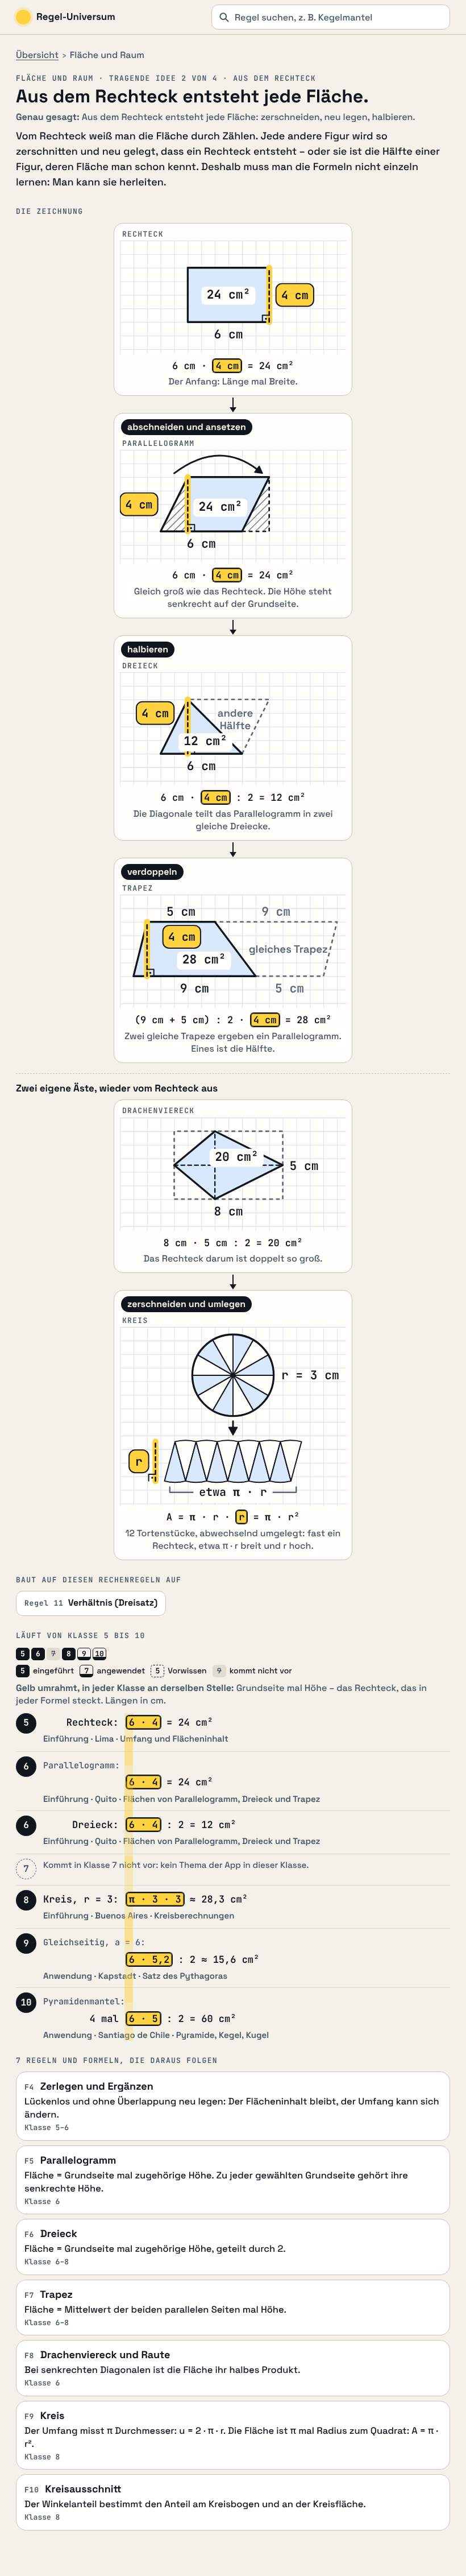 Regel-Universum
Regel suchen, z. B. Kegelmantel
Übersicht > Fläche und Raum
FLÄCHE UND RAUM · TRAGENDE IDEE 2 VON 4 · AUS DEM RECHTECK
Aus dem Rechteck entsteht jede Fläche.
Genau gesagt: Aus dem Rechteck entsteht jede Fläche: zerschneiden, neu legen, halbieren.
Vom Rechteck weiß man die Fläche durch Zählen. Jede andere Figur wird so
zerschnitten und neu gelegt, dass ein Rechteck entsteht – oder sie ist die Hälfte einer
Figur, deren Fläche man schon kennt. Deshalb muss man die Formeln nicht einzeln
lernen: Man kann sie herleiten.
DIE ZEICHNUNG
RECHTECK
24 cm²
4 cm
6 cm
6 cm · 4 cm = 24 cm²
Der Anfang: Länge mal Breite.
abschneiden und ansetzen
PARALLELOGRAMM
4 cm
24 cm²
6 cm
6 cm · 4 cm = 24 cm²
Gleich groß wie das Rechteck. Die Höhe steht
senkrecht auf der Grundseite.
halbieren
DREIECK
4 cm
andere
Hälfte
12 cm²
6 cm
6 cm · 4 cm : 2 = 12 cm²
Die Diagonale teilt das Parallelogramm in zwei
gleiche Dreiecke.
verdoppeln
TRAPEZ
5 cm 9 cm
4 cm
gleiches Trapez
28 cm²
9 cm 5 cm
(9 cm + 5 cm) : 2 · 4 cm = 28 cm²
Zwei gleiche Trapeze ergeben ein Parallelogramm.
Eines ist die Hälfte.
Zwei eigene Äste, wieder vom Rechteck aus
DRACHENVIERECK
20 cm²
5 cm
8 cm
8 cm · 5 cm : 2 = 20 cm²
Das Rechteck darum ist doppelt so groß.
zerschneiden und umlegen
KREIS
r = 3 cm
r
etwa π · r
A = π · r · r = π · r²
12 Tortenstücke, abwechselnd umgelegt: fast ein
Rechteck, etwa π · r breit und r hoch.
BAUT AUF DIESEN RECHENREGELN AUF
Regel 11 Verhältnis (Dreisatz)
LÄUFT VON KLASSE 5 BIS 10
5 6 7 8 9 10
5 eingeführt 7 angewendet 5 Vorwissen 9 kommt nicht vor
Gelb umrahmt, in jeder Klasse an derselben Stelle: Grundseite mal Höhe – das Rechteck, das in
jeder Formel steckt. Längen in cm.
5 Rechteck: 6 · 4 = 24 cm²
Einführung · Lima · Umfang und Flächeninhalt
6 Parallelogramm:
6 · 4 = 24 cm²
Einführung · Quito · Flächen von Parallelogramm, Dreieck und Trapez
6 Dreieck: 6 · 4 : 2 = 12 cm²
Einführung · Quito · Flächen von Parallelogramm, Dreieck und Trapez
7 Kommt in Klasse 7 nicht vor: kein Thema der App in dieser Klasse.
8 Kreis, r = 3: π · 3 · 3 ≈ 28,3 cm²
Einführung · Buenos Aires · Kreisberechnungen
9 Gleichseitig, a = 6:
6 · 5,2 : 2 ≈ 15,6 cm²
Anwendung · Kapstadt · Satz des Pythagoras
10 Pyramidenmantel:
4 mal 6 · 5 : 2 = 60 cm²
Anwendung · Santiago de Chile · Pyramide, Kegel, Kugel
7 REGELN UND FORMELN, DIE DARAUS FOLGEN
F4 Zerlegen und Ergänzen
Lückenlos und ohne Überlappung neu legen: Der Flächeninhalt bleibt, der Umfang kann sich
ändern.
Klasse 5–6
F5 Parallelogramm
Fläche = Grundseite mal zugehörige Höhe. Zu jeder gewählten Grundseite gehört ihre
senkrechte Höhe.
Klasse 6
F6 Dreieck
Fläche = Grundseite mal zugehörige Höhe, geteilt durch 2.
Klasse 6–8
F7 Trapez
Fläche = Mittelwert der beiden parallelen Seiten mal Höhe.
Klasse 6–8
F8 Drachenviereck und Raute
Bei senkrechten Diagonalen ist die Fläche ihr halbes Produkt.
Klasse 6
F9 Kreis
Der Umfang misst π Durchmesser: u = 2 · π · r. Die Fläche ist π mal Radius zum Quadrat: A = π ·
r².
Klasse 8
F10 Kreisausschnitt
Der Winkelanteil bestimmt den Anteil am Kreisbogen und an der Kreisfläche.
Klasse 8